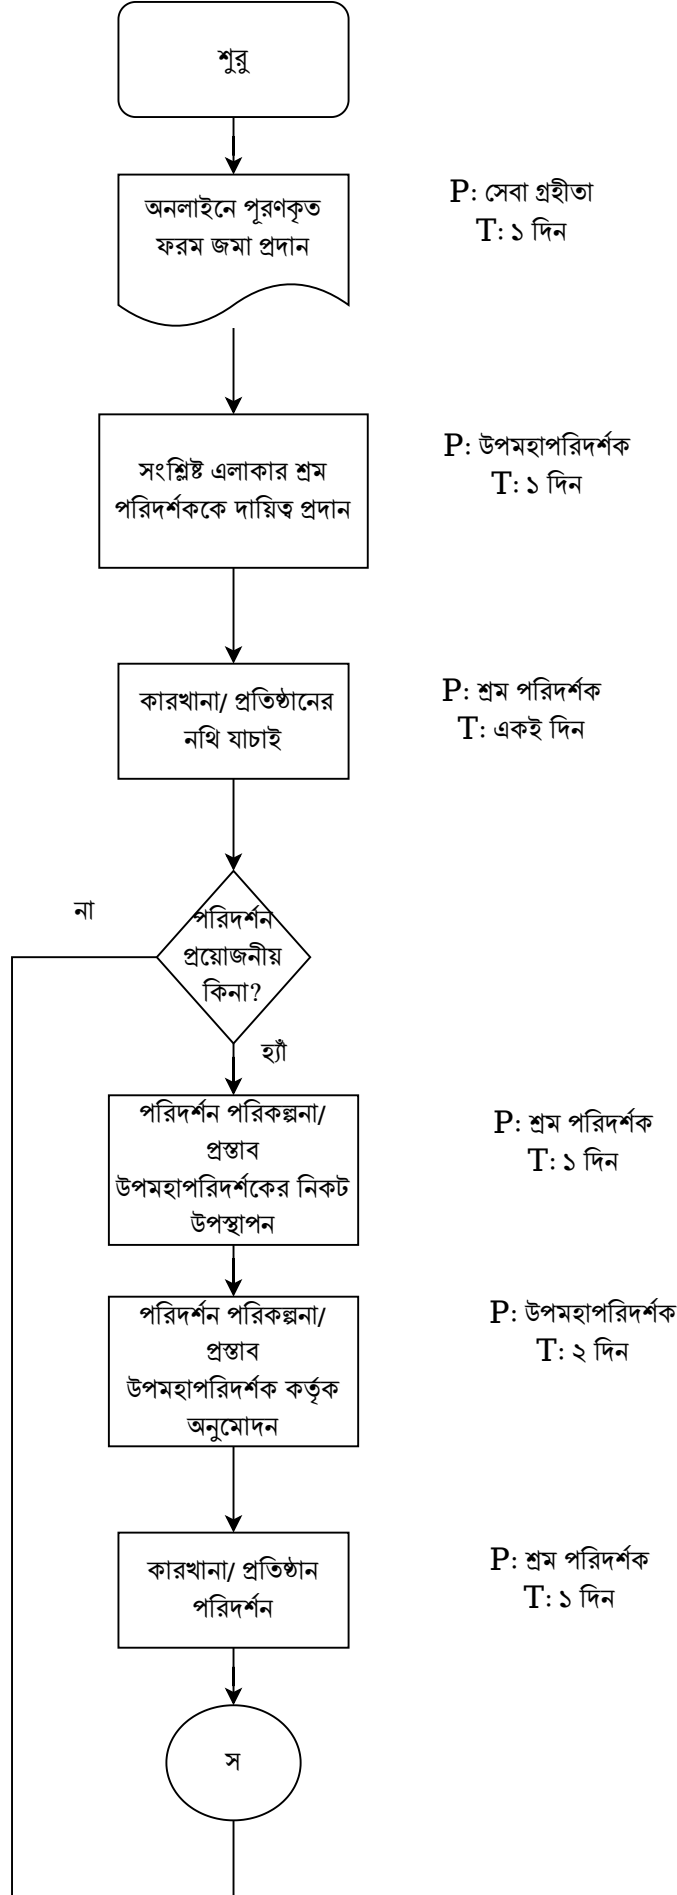 শুরু
অনলাইনে পূরণকৃত
ফরম জমা প্রদান
P: সেবা গ্রহীতা
T: ১ দিন
সংশ্লিষ্ট এলাকার শ্রম
পরিদর্শককে দায়িত্ব প্রদান
P: উপমহাপরিদর্শক
T: ১ দিন
কারখানা/ প্রতিষ্ঠানের
নথি যাচাই
P: শ্রম পরিদর্শক
T: একই দিন
না
পরিদর্শন
প্রয়োজনীয়
কিনা?
হ্যাঁ
পরিদর্শন পরিকল্পনা/
প্রস্তাব
উপমহাপরিদর্শকের নিকট
উপস্থাপন
P: শ্রম পরিদর্শক
T: ১ দিন
পরিদর্শন পরিকল্পনা/
প্রস্তাব
উপমহাপরিদর্শক কর্তৃক
অনুমোদন
P: উপমহাপরিদর্শক
T: ২ দিন
কারখানা/ প্রতিষ্ঠান
পরিদর্শন
P: শ্রম পরিদর্শক
T: ১ দিন
স